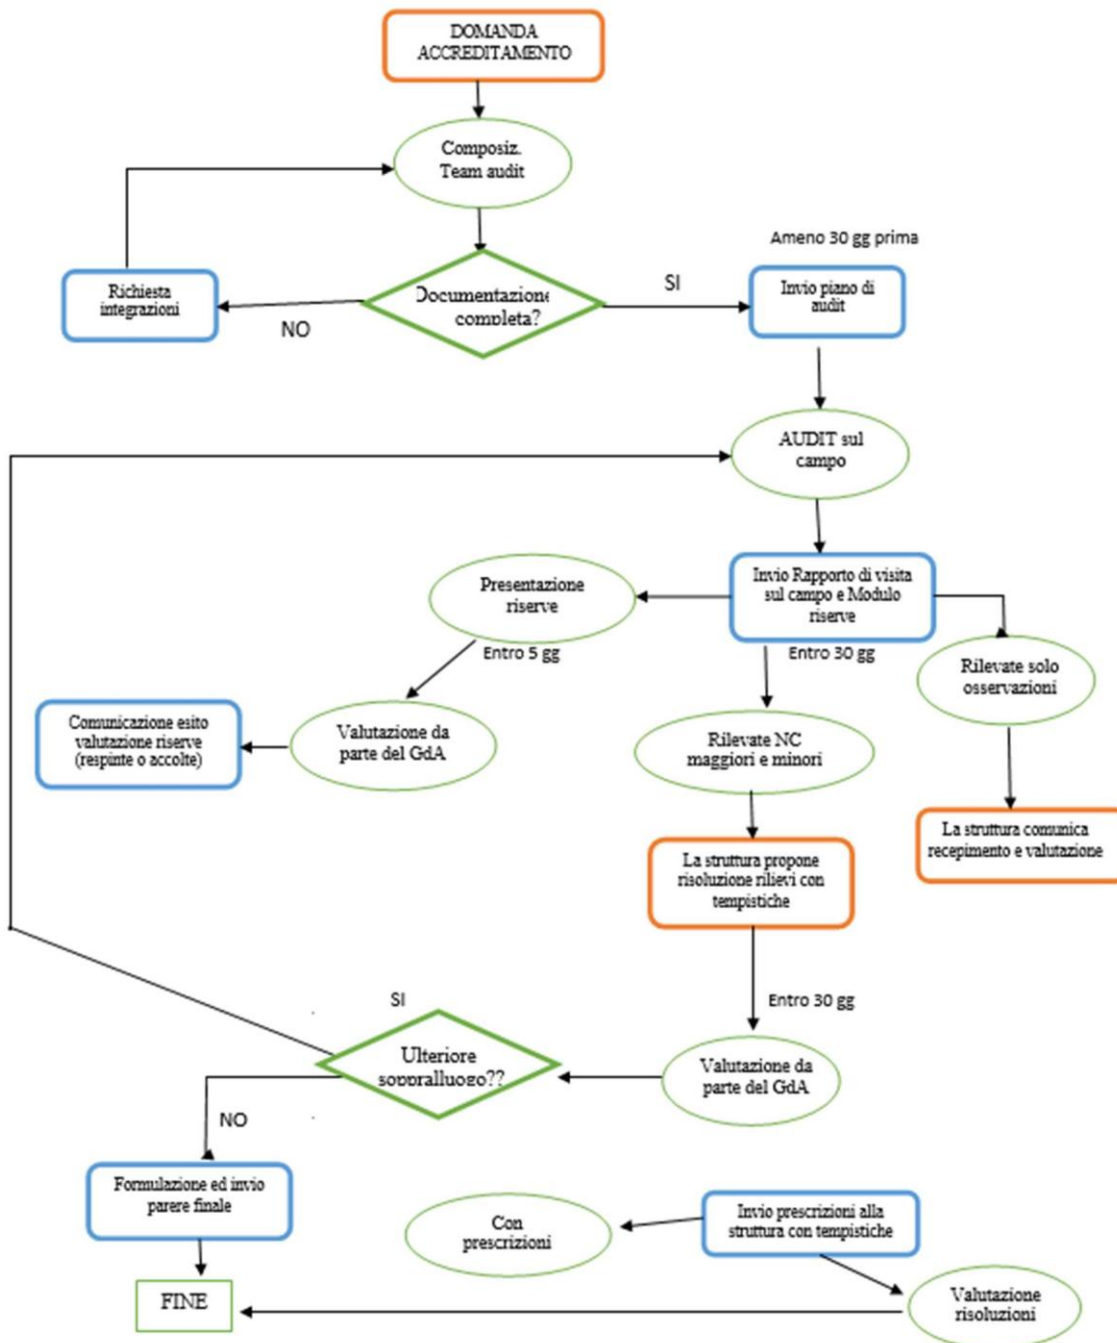 DOMANDA
ACCREDITAMENTO
Composiz.
Team audit
Ameno 30 gg prima
Richiesta
integrazioni
NO
Documentazione
completa?
SI
Invio piano di
audit
AUDIT sul
campo
Presentazione
riserve
Invio Rapporto di visita
sul campo e Modulo
riserve
Entro 5 gg
Entro 30 gg
Rilevate solo
osservazioni
Comunicazione esito
valutazione riserve
(respinte o accolte)
Valutazione da
parte del GdA
Rilevate NC
maggiori e minori
La struttura comunica
recepimento e valutazione
La struttura propone
risoluzione rilievi con
tempistiche
Entro 30 gg
SI
Ulteriore
sopralluogo??
Valutazione da
parte del GdA
NO
Formulazione ed invio
parere finale
Con
prescrizioni
Invio prescrizioni alla
struttura con tempistiche
FINE
Valutazione
risoluzioni